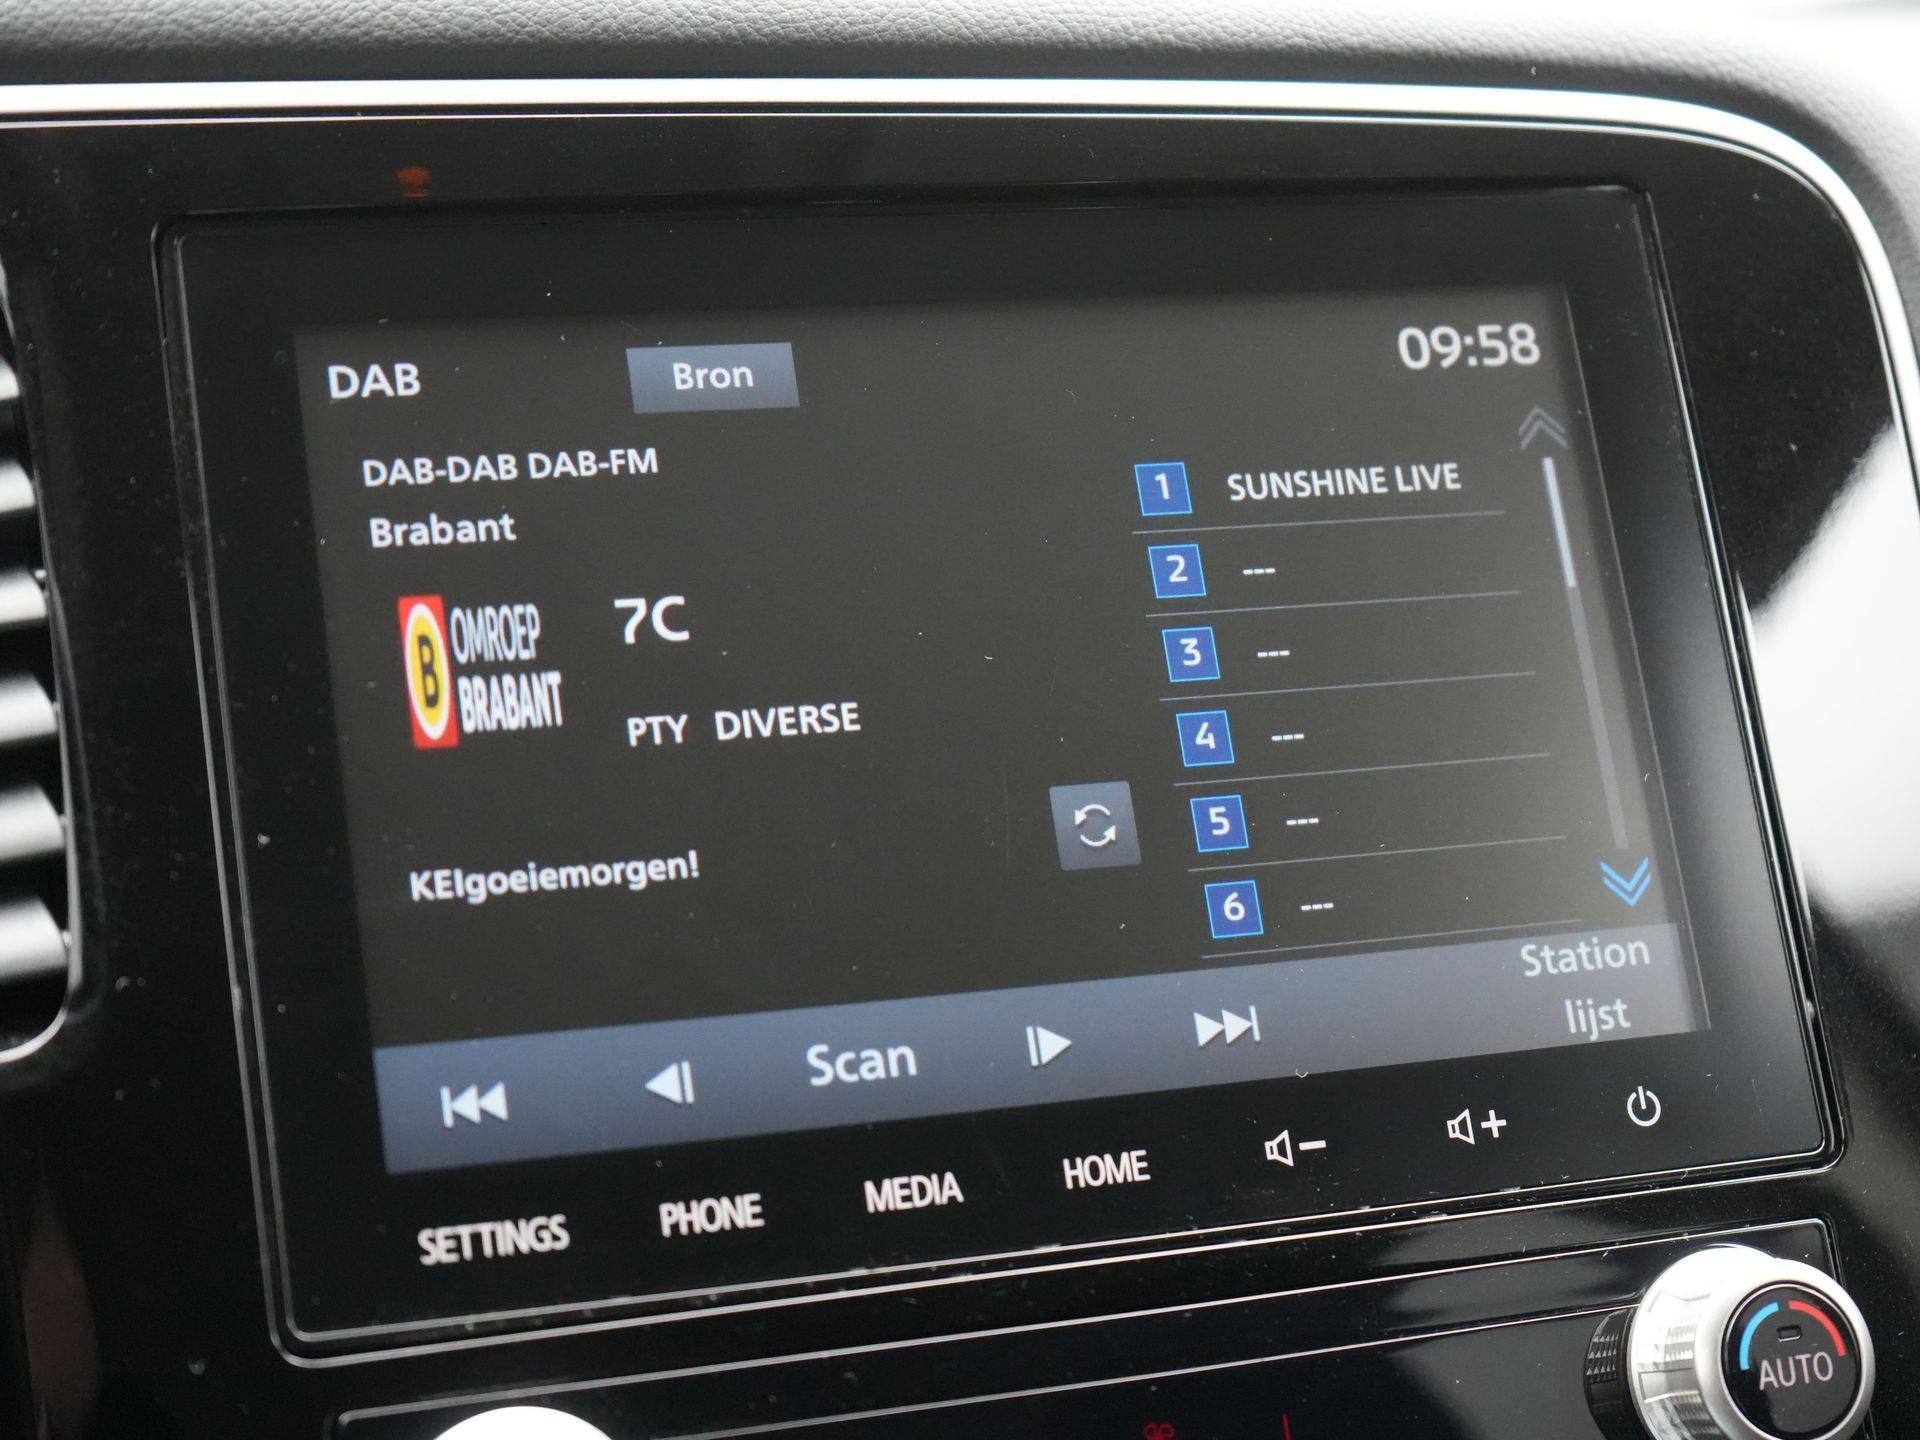 DAB
Bron
09:58
DAB-DAB DAB-FM
Brabant
B
OMROEP
BRABANT
7C
PTY DIVERSE
KEIgoeiemorgen!
1 SUNSHINE LIVE
2 ---
3 ---
4 ---
5 ---
6 ---
Scan
Station
lijst
SETTINGS
PHONE
MEDIA
HOME
AUTO